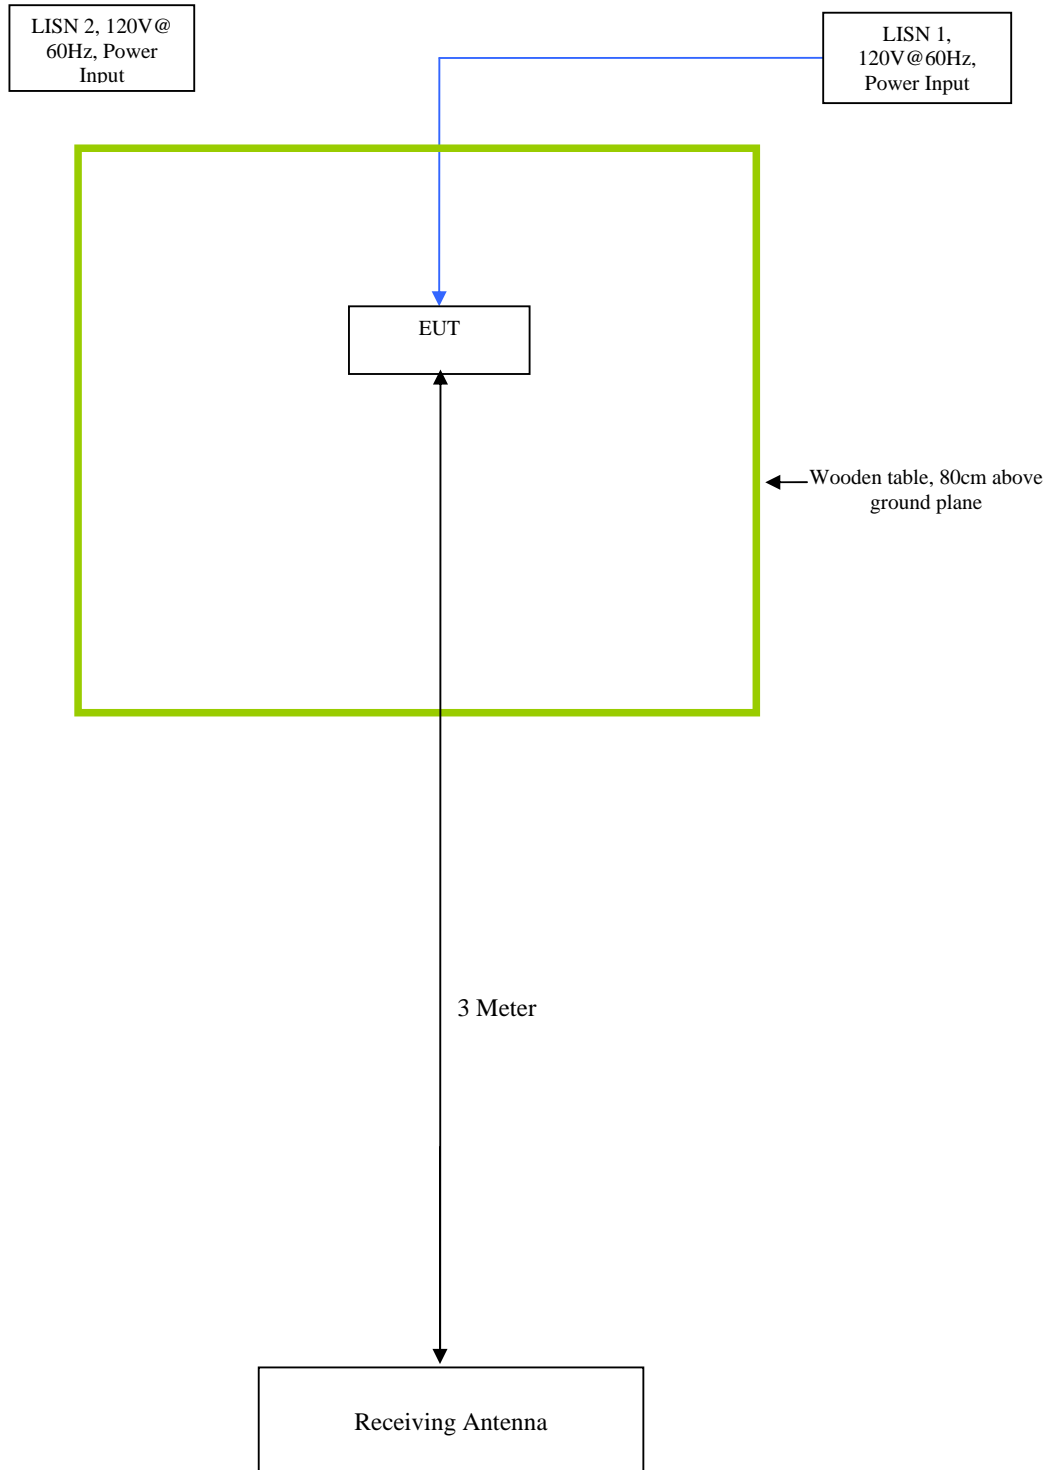 LISN 2, 120V@
60Hz, Power
Input
LISN 1,
120V@60Hz,
Power Input
EUT
Wooden table, 80cm above
ground plane
3 Meter
Receiving Antenna